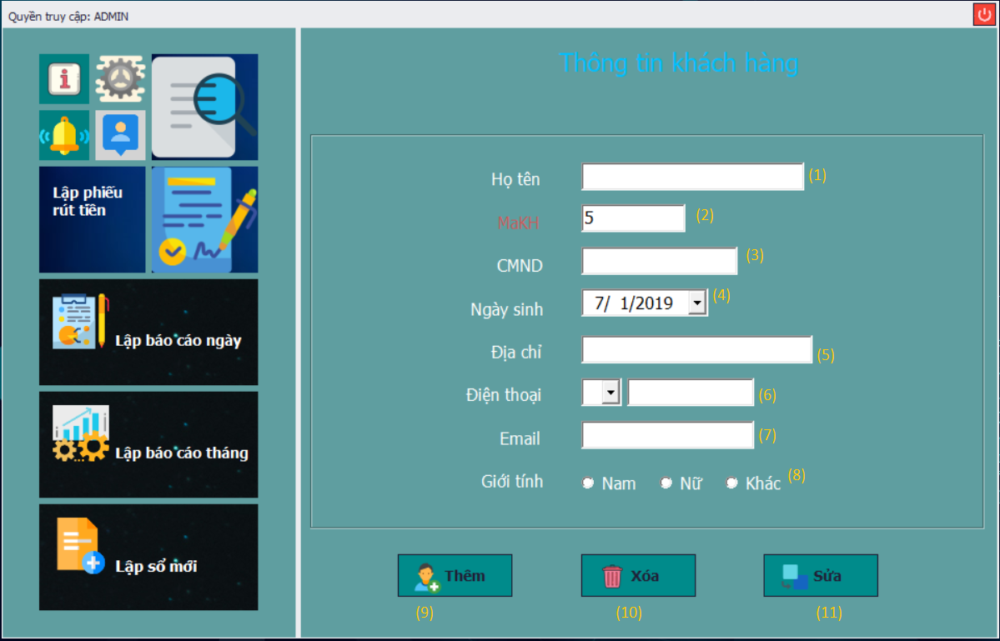 Quyền truy cập: ADMIN
Lập phiếu
rút tiền
Lập báo cáo ngày
Lập báo cáo tháng
Lập sổ mới
Thông tin khách hàng
Họ tên (1)
MaKH 5 (2)
CMND (3)
Ngày sinh 7/ 1/2019 (4)
Địa chỉ (5)
Điện thoại (6)
Email (7)
Giới tính Nam Nữ Khác (8)
Thêm Xóa Sửa
(9) (10) (11)